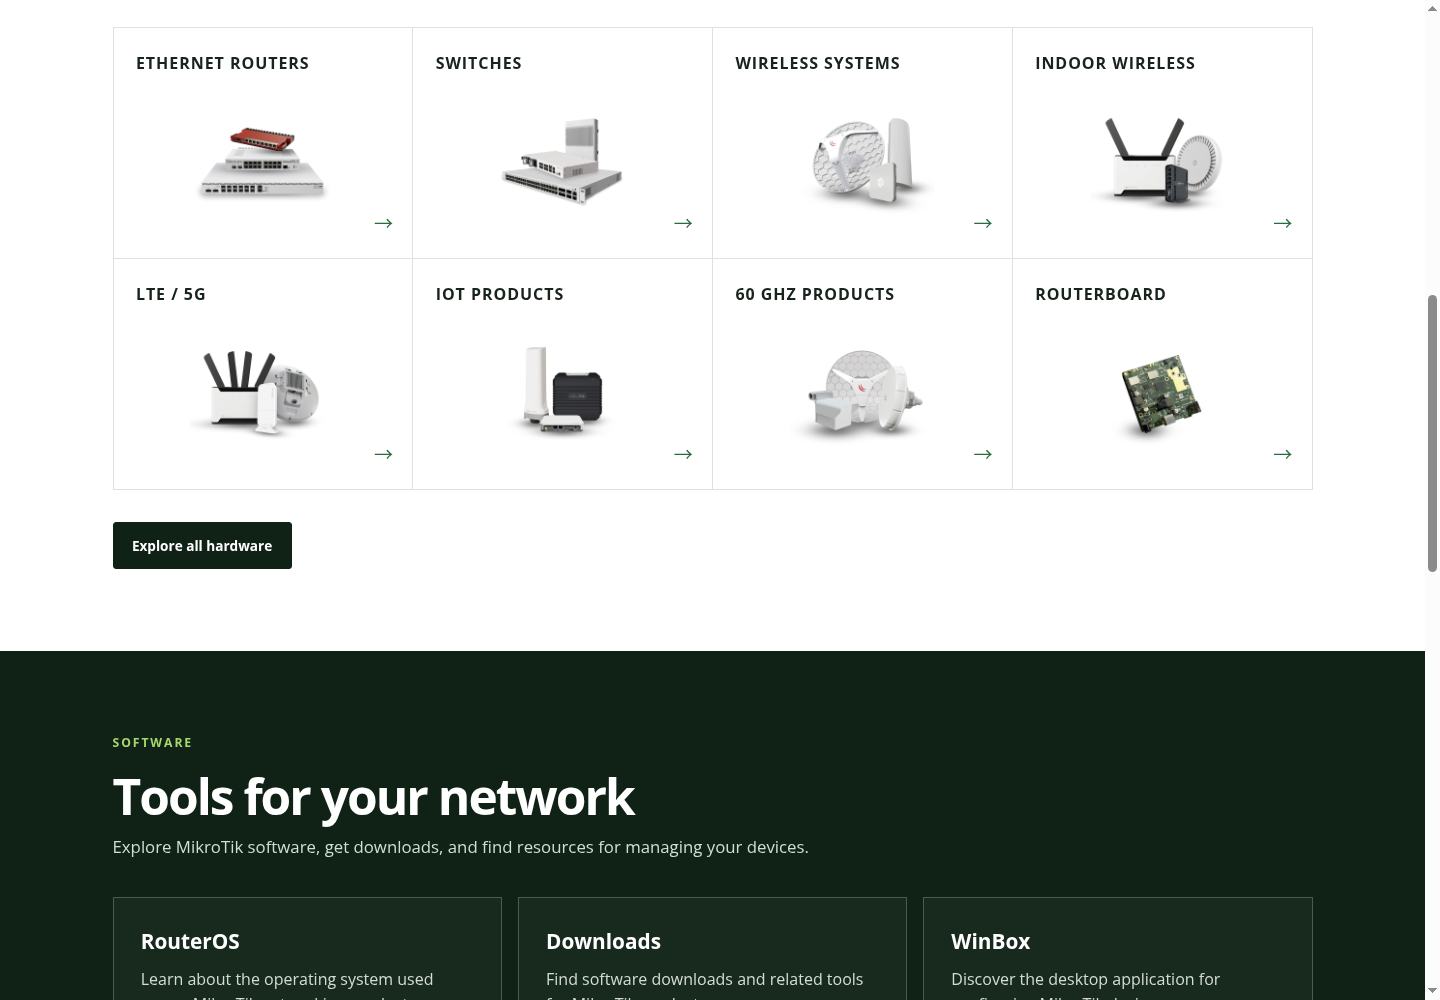 ETHERNET ROUTERS
SWITCHES
WIRELESS SYSTEMS
INDOOR WIRELESS
LTE / 5G
IOT PRODUCTS
60 GHZ PRODUCTS
ROUTERBOARD
Explore all hardware
SOFTWARE
Tools for your network
Explore MikroTik software, get downloads, and find resources for managing your devices.
RouterOS
Learn about the operating system used
Downloads
Find software downloads and related tools
WinBox
Discover the desktop application for